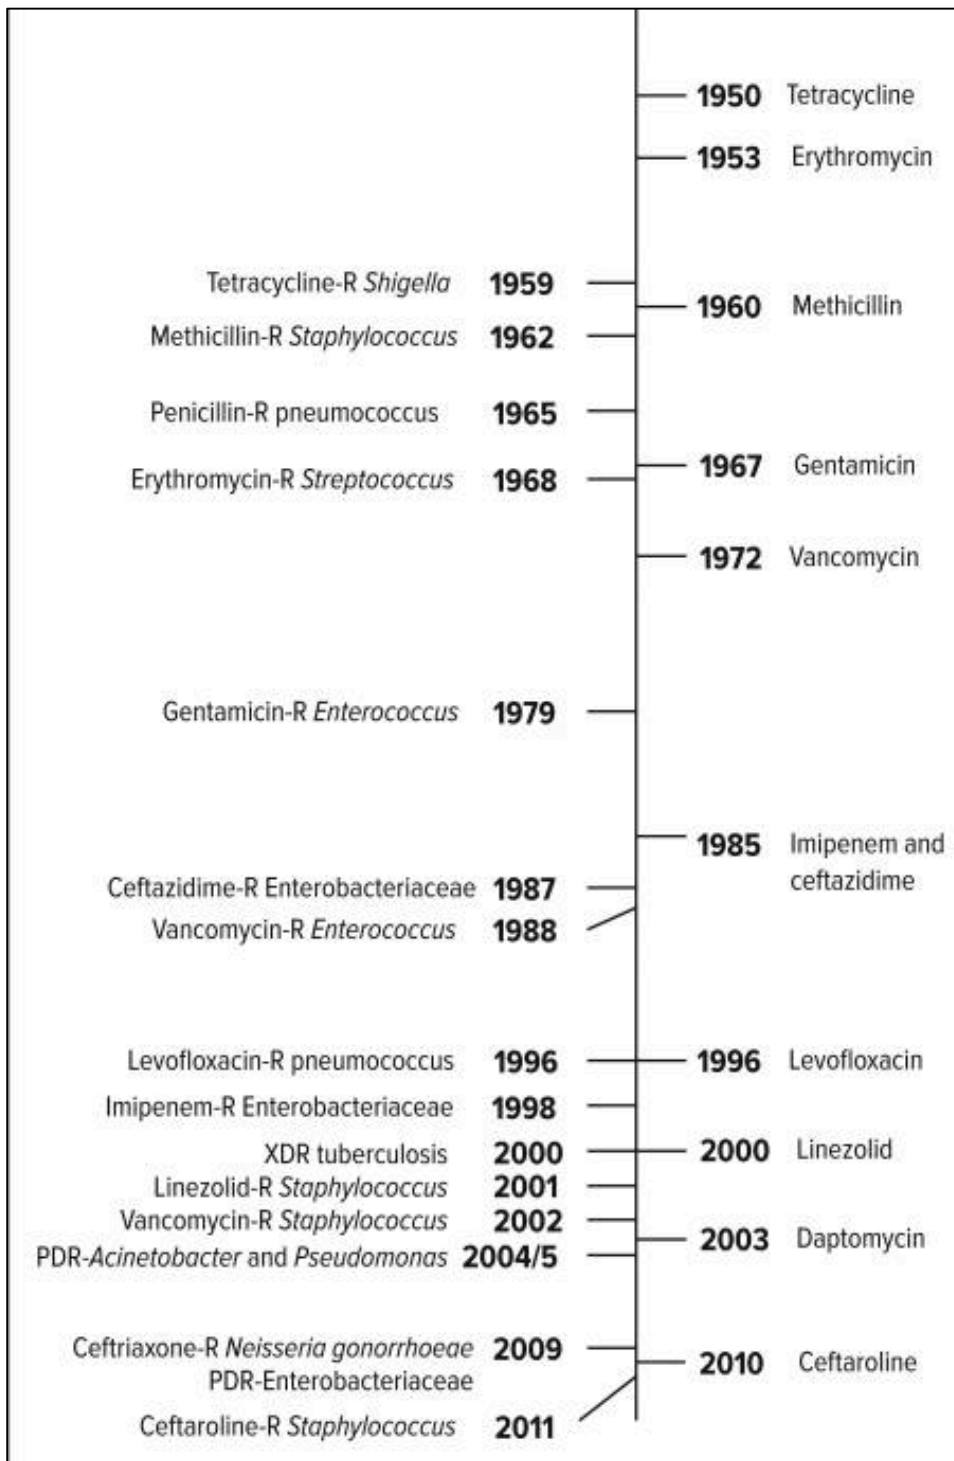 1950 Tetracycline
1953 Erythromycin
Tetracycline-R Shigella 1959
1960 Methicillin
Methicillin-R Staphylococcus 1962
Penicillin-R pneumococcus 1965
1967 Gentamicin
Erythromycin-R Streptococcus 1968
1972 Vancomycin
Gentamicin-R Enterococcus 1979
1985 Imipenem and
ceftazidime
Ceftazidime-R Enterobacteriaceae 1987
Vancomycin-R Enterococcus 1988
Levofloxacin-R pneumococcus 1996 1996 Levofloxacin
Imipenem-R Enterobacteriaceae 1998
XDR tuberculosis 2000 2000 Linezolid
Linezolid-R Staphylococcus 2001
Vancomycin-R Staphylococcus 2002
2003 Daptomycin
PDR-Acinetobacter and Pseudomonas 2004/5
Ceftriaxone-R Neisseria gonorrhoeae 2009
2010 Ceftaroline
PDR-Enterobacteriaceae
Ceftaroline-R Staphylococcus 2011